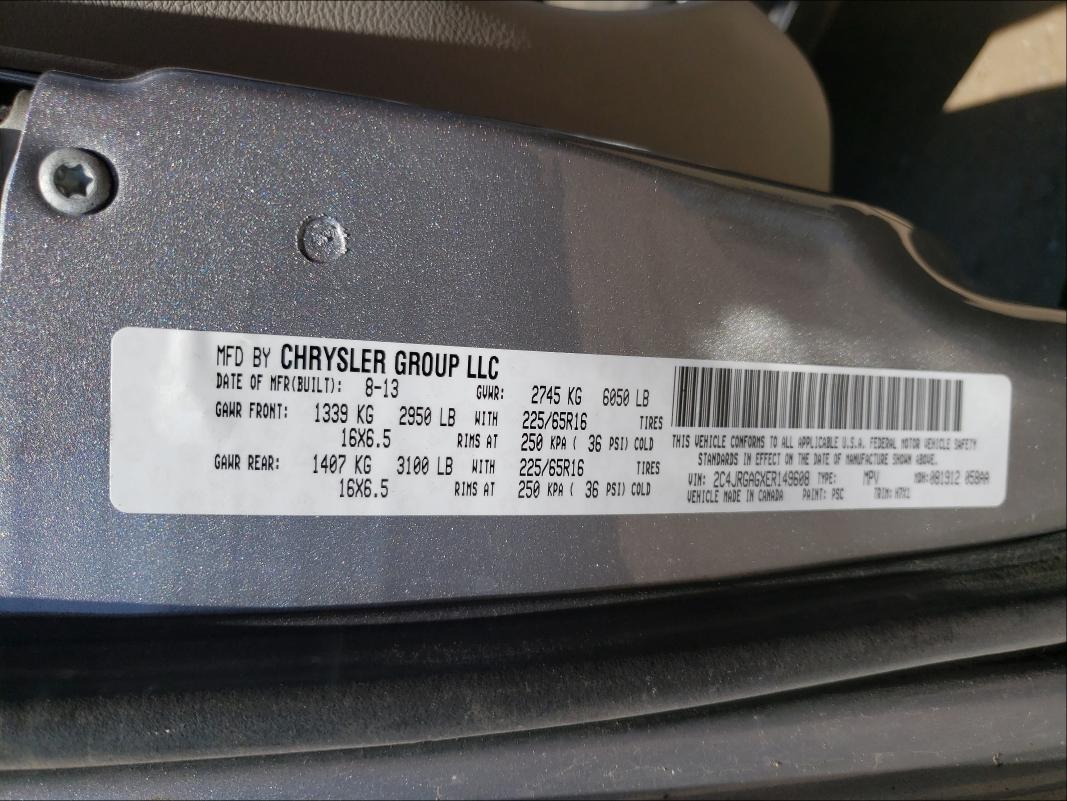 MFD BY CHRYSLER GROUP LLC
DATE OF MFR(BUILT): 8-13 GVWR: 2745 KG 6050 LB
GAWR FRONT: 1339 KG 2950 LB WITH 225/65R16 TIRES
16X6.5 RIMS AT 250 KPA ( 36 PSI) COLD
GAWR REAR: 1407 KG 3100 LB WITH 225/65R16 TIRES
16X6.5 RIMS AT 250 KPA ( 36 PSI) COLD
THIS VEHICLE CONFORMS TO ALL APPLICABLE U.S.A. FEDERAL MOTOR VEHICLE SAFETY
STANDARDS IN EFFECT ON THE DATE OF MANUFACTURE SHOWN ABOVE.
VIN: 2C4JRGAGXER149608 TYPE: MPV MDH: 081912 058AA
VEHICLE MADE IN CANADA PAINT: PSC TRIM: